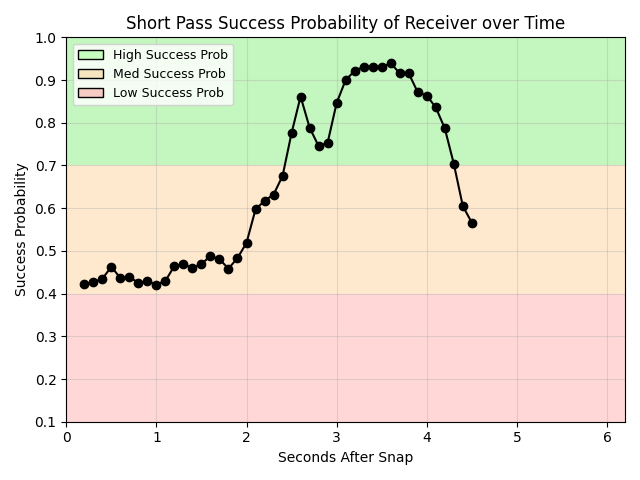 Short Pass Success Probability of Receiver over Time
High Success Prob
Med Success Prob
Low Success Prob
1.0
0.9
0.8
0.7
0.6
0.5
0.4
0.3
0.2
0.1
Success Probability
0 1 2 3 4 5 6
Seconds After Snap